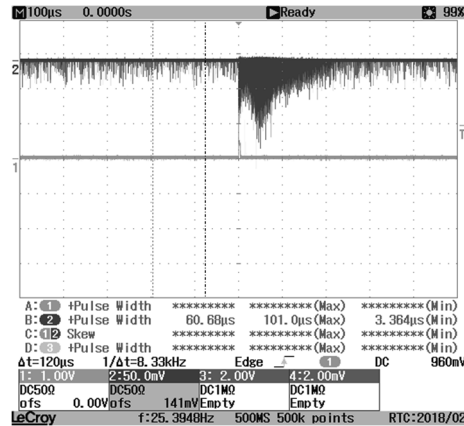 M 100µs 0.0000s Ready 99%
2
T
1
A: 1 +Pulse Width ********* *********(Max) *********(Min)
B: 2 +Pulse Width 60.68µs 101.0µs(Max) 3.364µs(Min)
C: 1 2 Skew ********* *********(Max) *********(Min)
D: 3 +Pulse Width ********* *********(Max) *********(Min)
Δt=120µs 1/Δt=8.33kHz Edge 1 DC 960mV
1: 1.00V 2:50.0mV 3: 2.00V 4:2.00mV
DC50Ω DC50Ω DC1MΩ DC1MΩ
ofs 0.00V ofs 141mV Empty Empty
LeCroy f:25.3948Hz 500MS 500k points RTC:2018/02